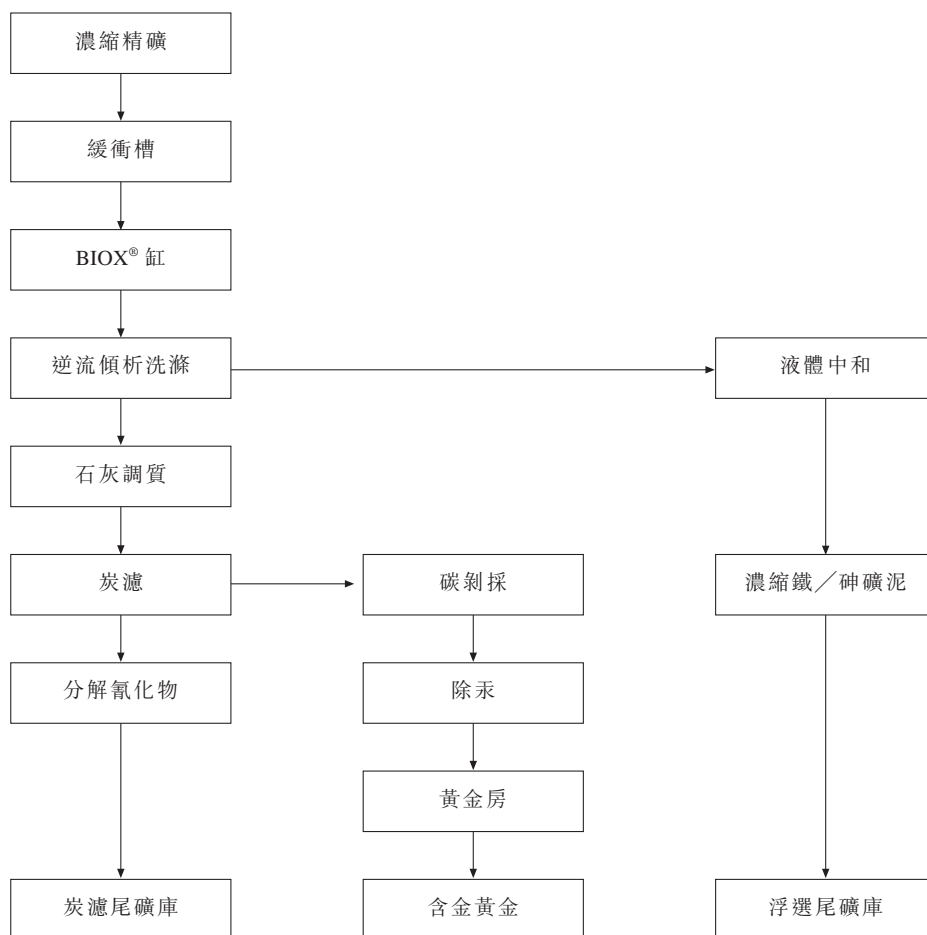 濃縮精礦
緩衝槽
BIOX® 缸
逆流傾析洗滌
液體中和
石灰調質
炭濾
碳剝採
濃縮鐵／砷礦泥
分解氰化物
除汞
黃金房
炭濾尾礦庫
含金黃金
浮選尾礦庫